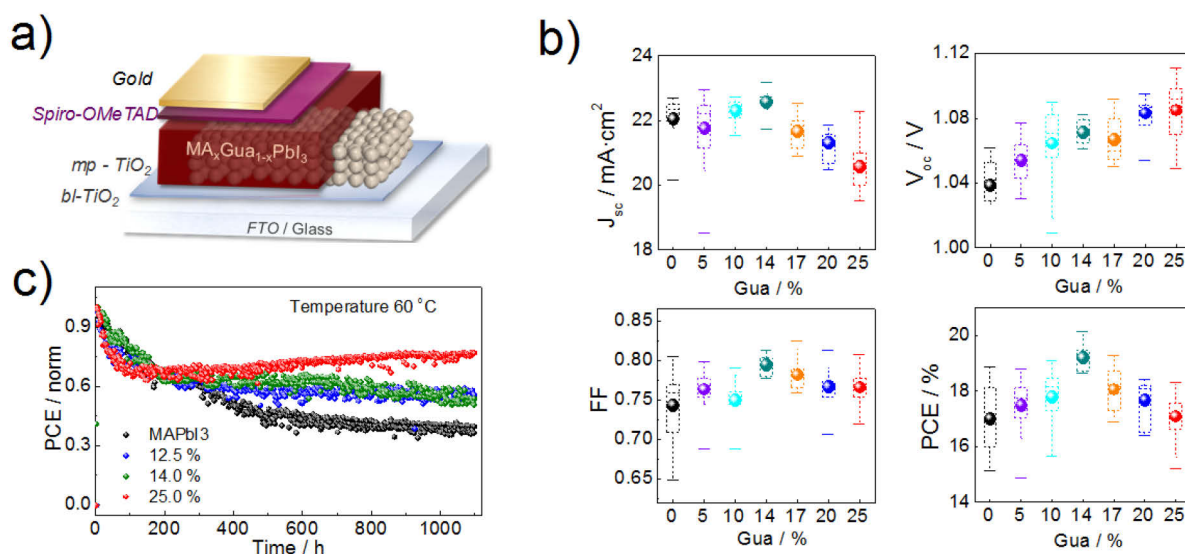 a)
Gold
Spiro-OMeTAD
MAₓGua₁₋ₓPbI₃
mp - TiO₂
bl-TiO₂
FTO / Glass
b)
J_sc / mA·cm²
22
24
20
18
0 5 10 14 17 20 25
Gua / %
V_oc / V
1.12
1.08
1.04
1.00
0 5 10 14 17 20 25
Gua / %
FF
0.85
0.80
0.75
0.70
0.65
0 5 10 14 17 20 25
Gua / %
PCE / %
20
18
16
14
0 5 10 14 17 20 25
Gua / %
c)
Temperature 60 °C
PCE / norm
0.9
0.6
0.3
0.0
MAPbI3
12.5 %
14.0 %
25.0 %
0 200 400 600 800 1000
Time / h